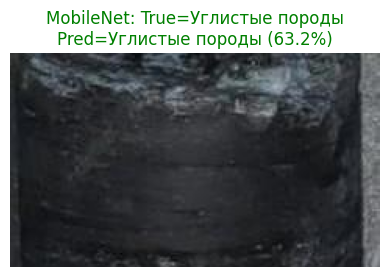 MobileNet: True=Углистые породы
Pred=Углистые породы (63.2%)